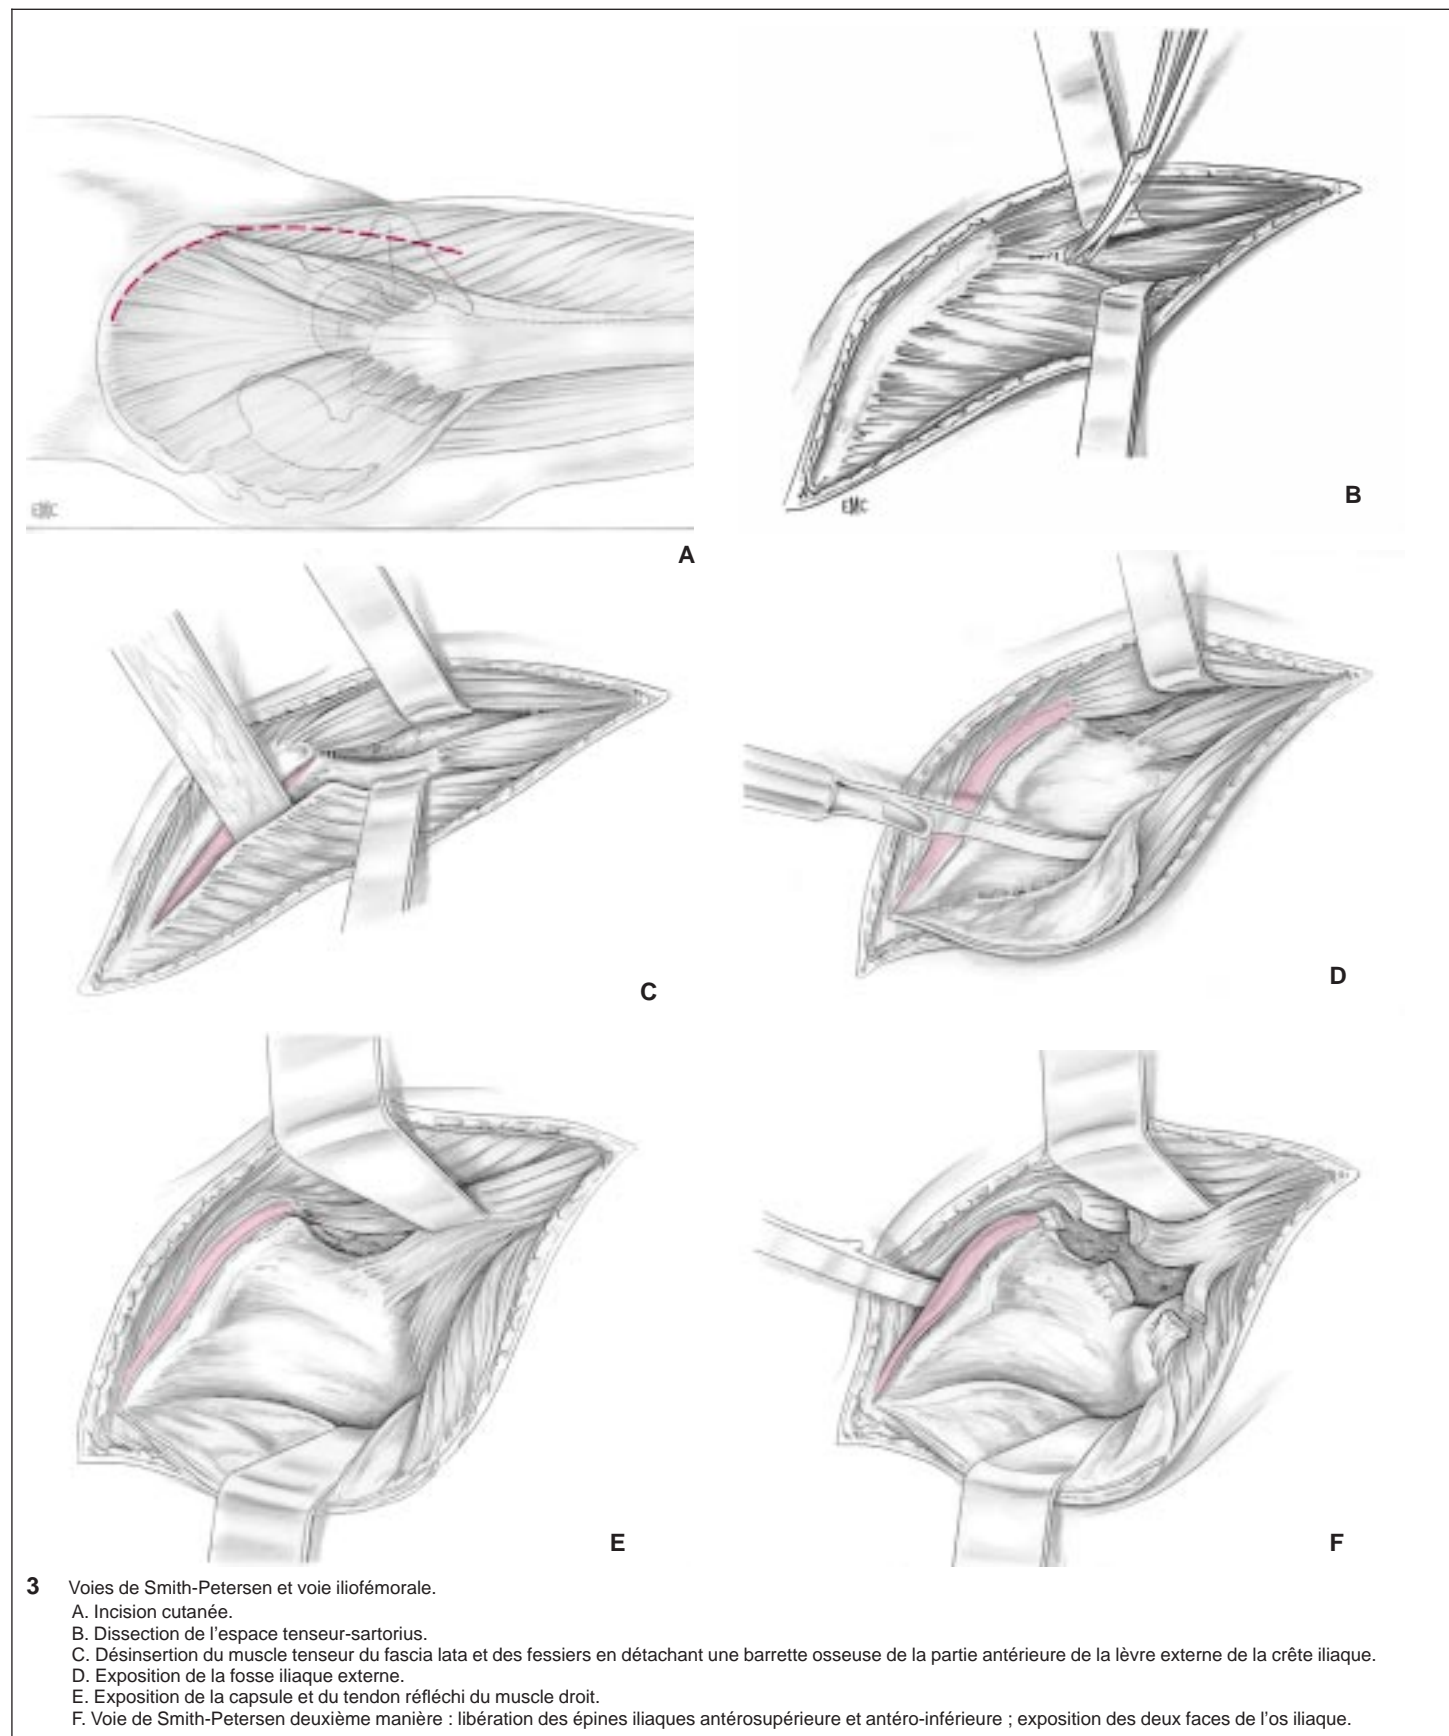 EMC
A
EMC
B
C
D
E
F
3 Voies de Smith-Petersen et voie iliofémorale.
A. Incision cutanée.
B. Dissection de l'espace tenseur-sartorius.
C. Désinsertion du muscle tenseur du fascia lata et des fessiers en détachant une barrette osseuse de la partie antérieure de la lèvre externe de la crête iliaque.
D. Exposition de la fosse iliaque externe.
E. Exposition de la capsule et du tendon réfléchi du muscle droit.
F. Voie de Smith-Petersen deuxième manière : libération des épines iliaques antérosupérieure et antéro-inférieure ; exposition des deux faces de l'os iliaque.